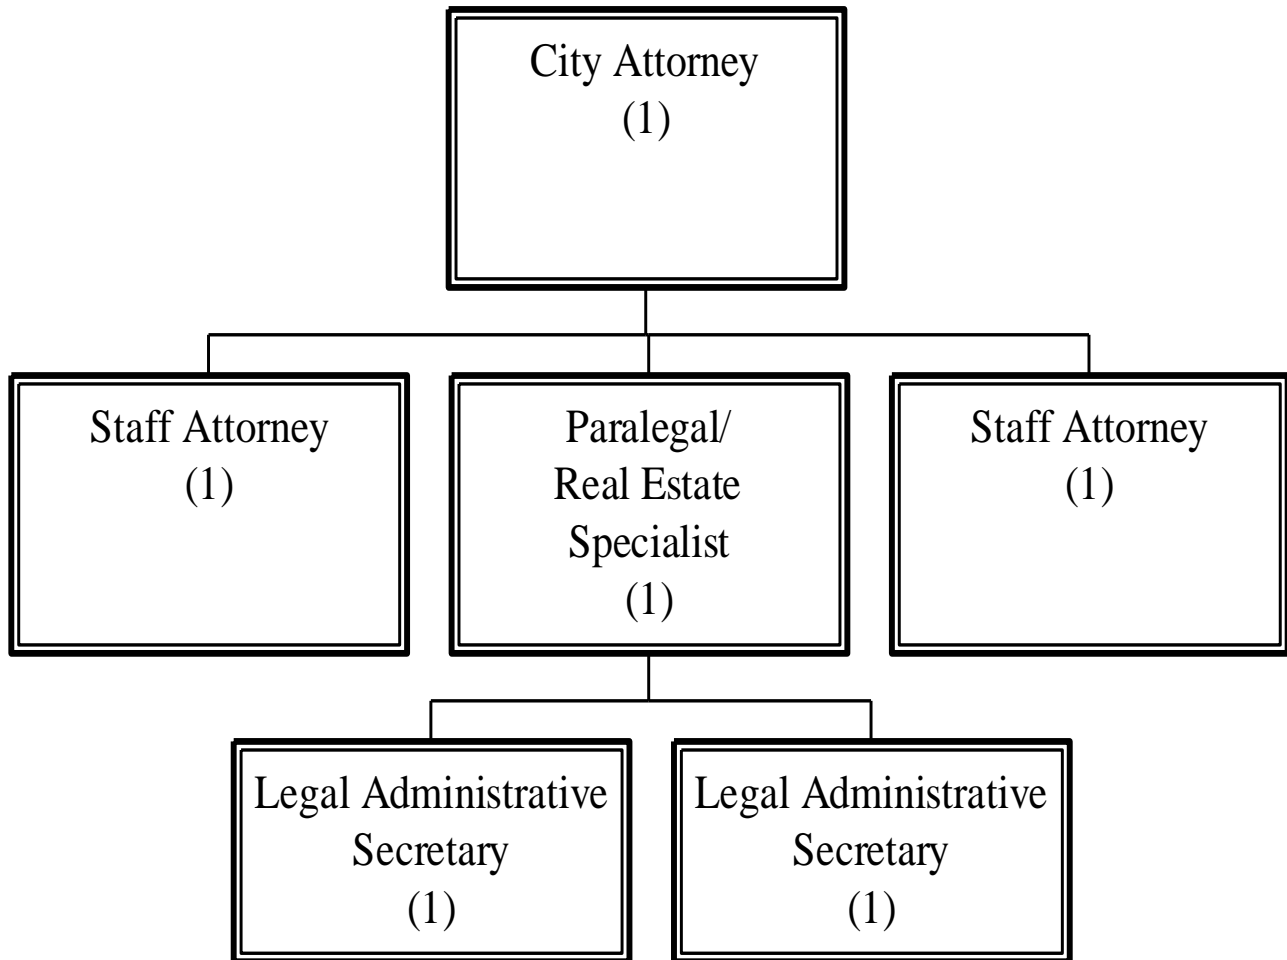 City Attorney
(1)
Staff Attorney
(1)
Paralegal/
Real Estate
Specialist
(1)
Staff Attorney
(1)
Legal Administrative
Secretary
(1)
Legal Administrative
Secretary
(1)